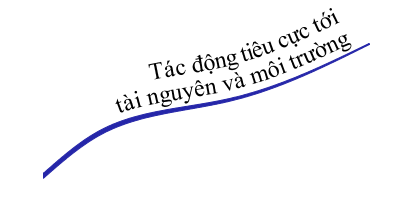 Tác động tiêu cực tới
tài nguyên và môi trường